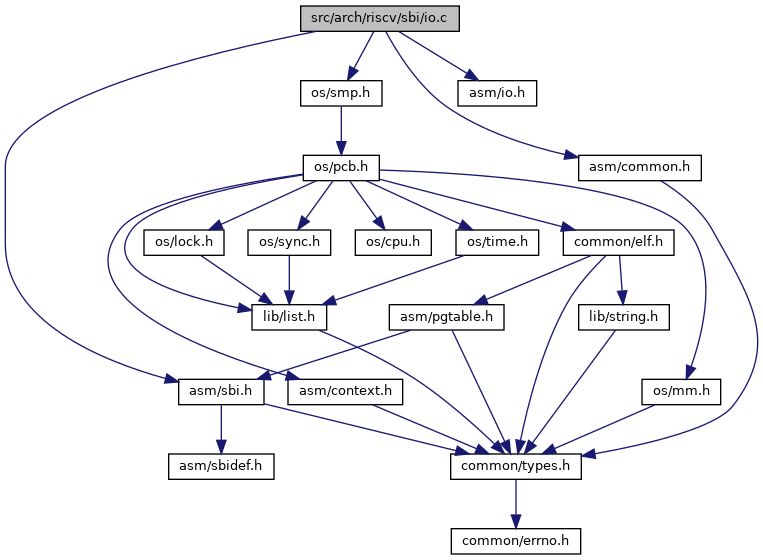 src/arch/riscv/sbi/io.c
os/smp.h
asm/io.h
os/pcb.h
asm/common.h
os/lock.h
os/sync.h
os/cpu.h
os/time.h
common/elf.h
lib/list.h
asm/pgtable.h
lib/string.h
asm/sbi.h
asm/context.h
os/mm.h
asm/sbidef.h
common/types.h
common/errno.h